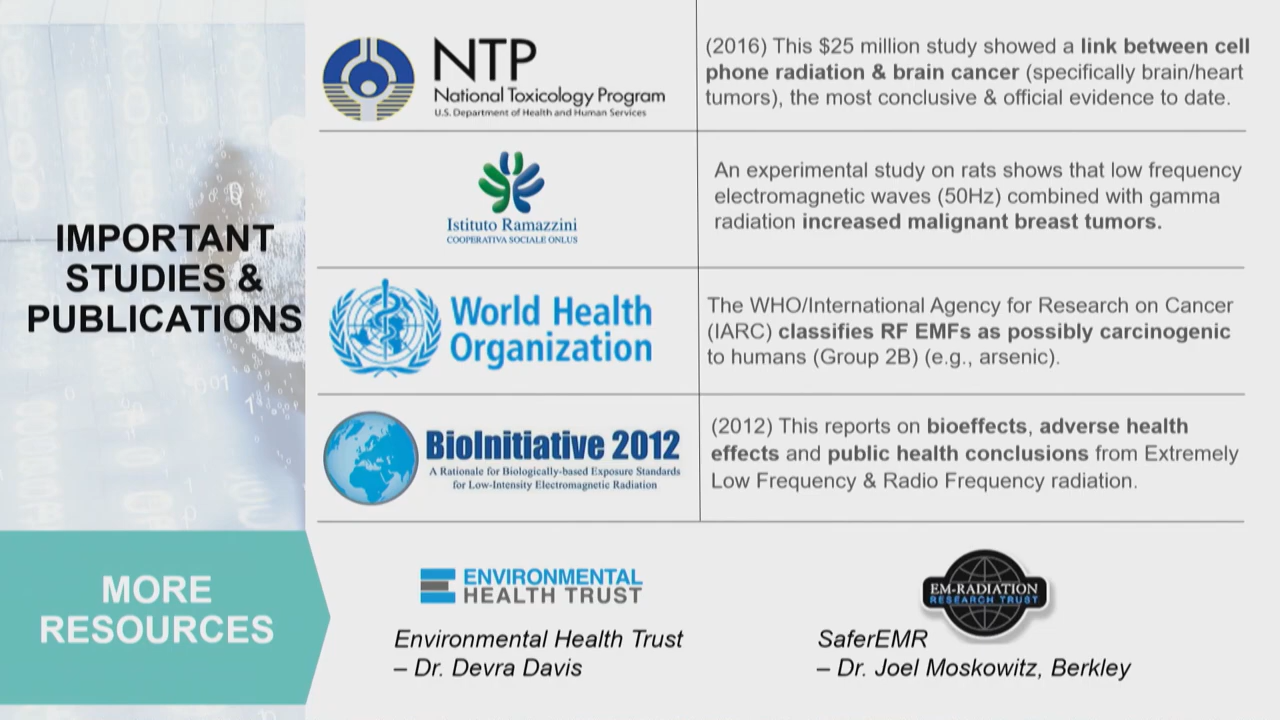 IMPORTANT
STUDIES &
PUBLICATIONS
NTP
National Toxicology Program
U.S. Department of Health and Human Services
(2016) This $25 million study showed a link between cell
phone radiation & brain cancer (specifically brain/heart
tumors), the most conclusive & official evidence to date.
Istituto Ramazzini
COOPERATIVA SOCIALE ONLUS
An experimental study on rats shows that low frequency
electromagnetic waves (50Hz) combined with gamma
radiation increased malignant breast tumors.
World Health
Organization
The WHO/International Agency for Research on Cancer
(IARC) classifies RF EMFs as possibly carcinogenic
to humans (Group 2B) (e.g., arsenic).
BioInitiative 2012
A Rationale for Biologically-based Exposure Standards
for Low-Intensity Electromagnetic Radiation
(2012) This reports on bioeffects, adverse health
effects and public health conclusions from Extremely
Low Frequency & Radio Frequency radiation.
MORE
RESOURCES
ENVIRONMENTAL
HEALTH TRUST
Environmental Health Trust
– Dr. Devra Davis
EM-RADIATION
RESEARCH TRUST
SaferEMR
– Dr. Joel Moskowitz, Berkley